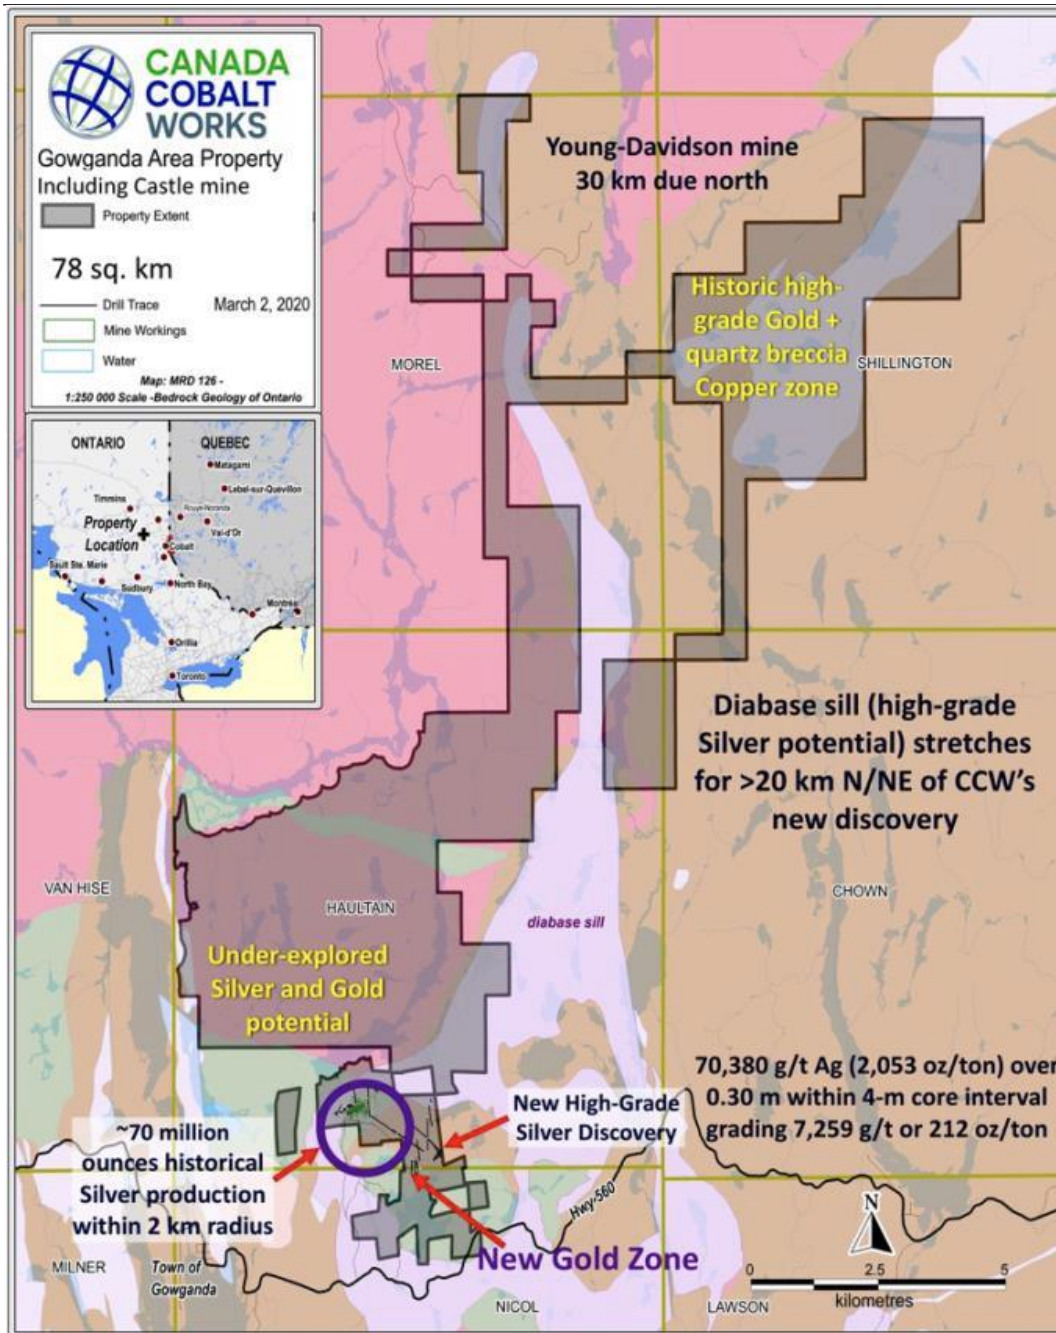 CANADA
COBALT
WORKS
Gowganda Area Property
Including Castle mine
Property Extent
78 sq. km
Drill Trace
March 2, 2020
Mine Workings
Water
Map: MRD 126 -
1:250 000 Scale -Bedrock Geology of Ontario
ONTARIO
QUEBEC
Matagami
Label-sur-Quévillon
Timmins
Rouyn-Noranda
Val-d'Or
Property
Location
Cobalt
Sault Ste. Marie
Sudbury
North Bay
Montréal
Orillia
Toronto
Young-Davidson mine
30 km due north
Historic high-
grade Gold +
quartz breccia
Copper zone
MOREL
SHILLINGTON
Diabase sill (high-grade
Silver potential) stretches
for >20 km N/NE of CCW's
new discovery
VAN HISE
HAULTAIN
CHOWN
diabase sill
Under-explored
Silver and Gold
potential
70,380 g/t Ag (2,053 oz/ton) over
0.30 m within 4-m core interval
grading 7,259 g/t or 212 oz/ton
New High-Grade
Silver Discovery
~70 million
ounces historical
Silver production
within 2 km radius
Hwy-560
New Gold Zone
N
MILNER
Town of
Gowganda
NICOL
LAWSON
0
2.5
5
kilometres